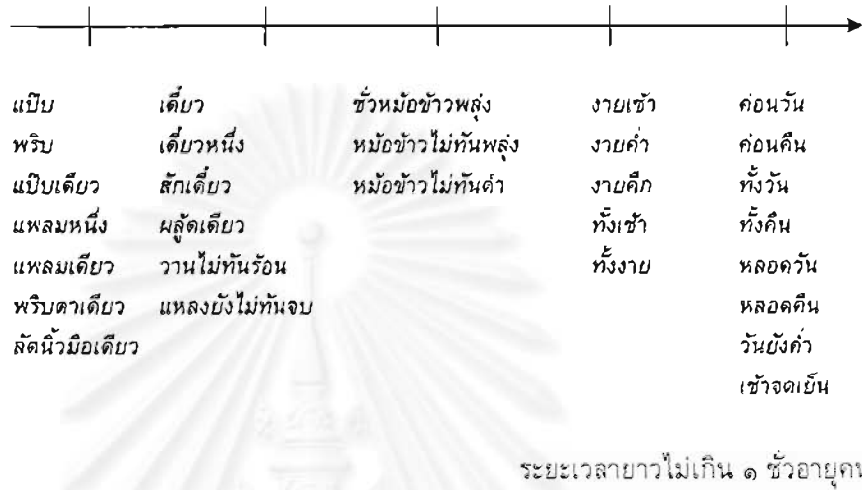 แป๊บ เดี๋ยว ชั่วหม้อข้าวพลุ่ง งายเช้า ค่อนวัน
พริบ เดี๋ยวหนึ่ง หม้อข้าวไม่ทันพลุ่ง งายค่ำ ค่อนคืน
แป๊บเดียว สักเดี๋ยว หม้อข้าวไม่ทันดำ งายดึก ทั้งวัน
แพลมหนึ่ง ผลัดเดียว ทั้งเช้า ทั้งคืน
แพลมเดียว วานไม่ทันร้อน ทั้งงาย หลอดวัน
พริบตาเดียว แหลงยังไม่ทันจบ หลอดคืน
ลัดนิ้วมือเดียว วันยังค่ำ
เช้าจดเย็น
ระยะเวลายาวไม่เกิน ๑ ชั่วอายุคน